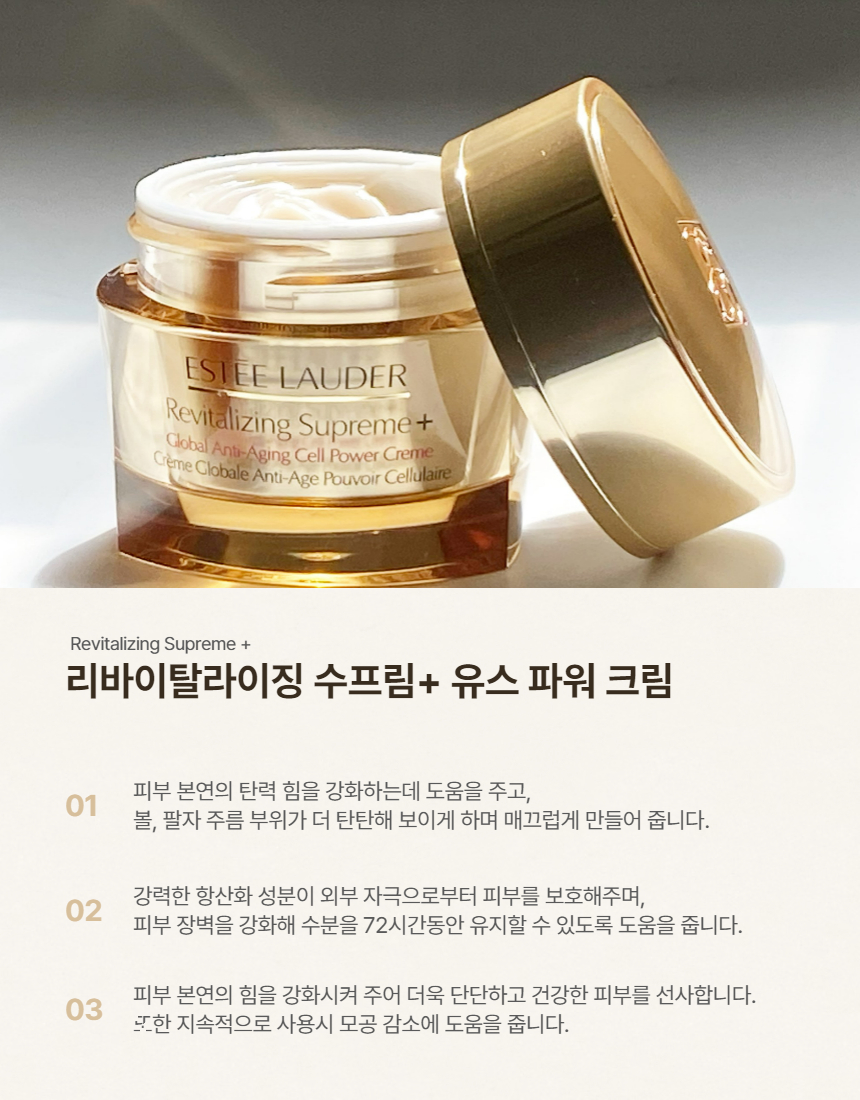 ESTĒE LAUDER
Revitalizing Supreme+
Global Anti-Aging Cell Power Creme
Crème Globale Anti-Age Pouvoir Cellulaire
Revitalizing Supreme +
리바이탈라이징 수프림+ 유스 파워 크림
01
피부 본연의 탄력 힘을 강화하는데 도움을 주고,
볼, 팔자 주름 부위가 더 탄탄해 보이게 하며 매끄럽게 만들어 줍니다.
02
강력한 항산화 성분이 외부 자극으로부터 피부를 보호해주며,
피부 장벽을 강화해 수분을 72시간동안 유지할 수 있도록 도움을 줍니다.
03
피부 본연의 힘을 강화시켜 주어 더욱 단단하고 건강한 피부를 선사합니다.
또한 지속적으로 사용시 모공 감소에 도움을 줍니다.